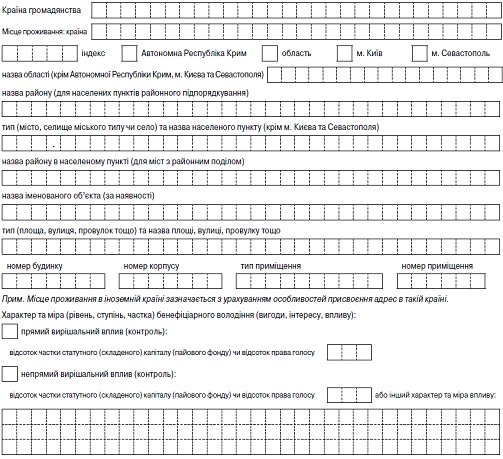 Країна громадянства
Місце проживання: країна
індекс Автономна Республіка Крим область м. Київ м. Севастополь
назва області (крім Автономної Республіки Крим, м. Києва та Севастополя)
назва району (для населених пунктів районного підпорядкування)
тип (місто, селище міського типу чи село) та назва населеного пункту (крім м. Києва та Севастополя)
назва району в населеному пункті (для міст з районним поділом)
назва іменованого об'єкта (за наявності)
тип (площа, вулиця, провулок тощо) та назва площі, вулиці, провулку тощо
номер будинку номер корпусу тип приміщення номер приміщення
Прим. Місце проживання в іноземній країні зазначається з урахуванням особливостей присвоєння адрес в такій країні.
Характер та міра (рівень, ступінь, частка) бенефіціарного володіння (вигоди, інтересу, впливу):
прямий вирішальний вплив (контроль):
відсоток частки статутного (складеного) капіталу (пайового фонду) чи відсоток права голосу
непрямий вирішальний вплив (контроль):
відсоток частки статутного (складеного) капіталу (пайового фонду) чи відсоток права голосу або інший характер та міра впливу: